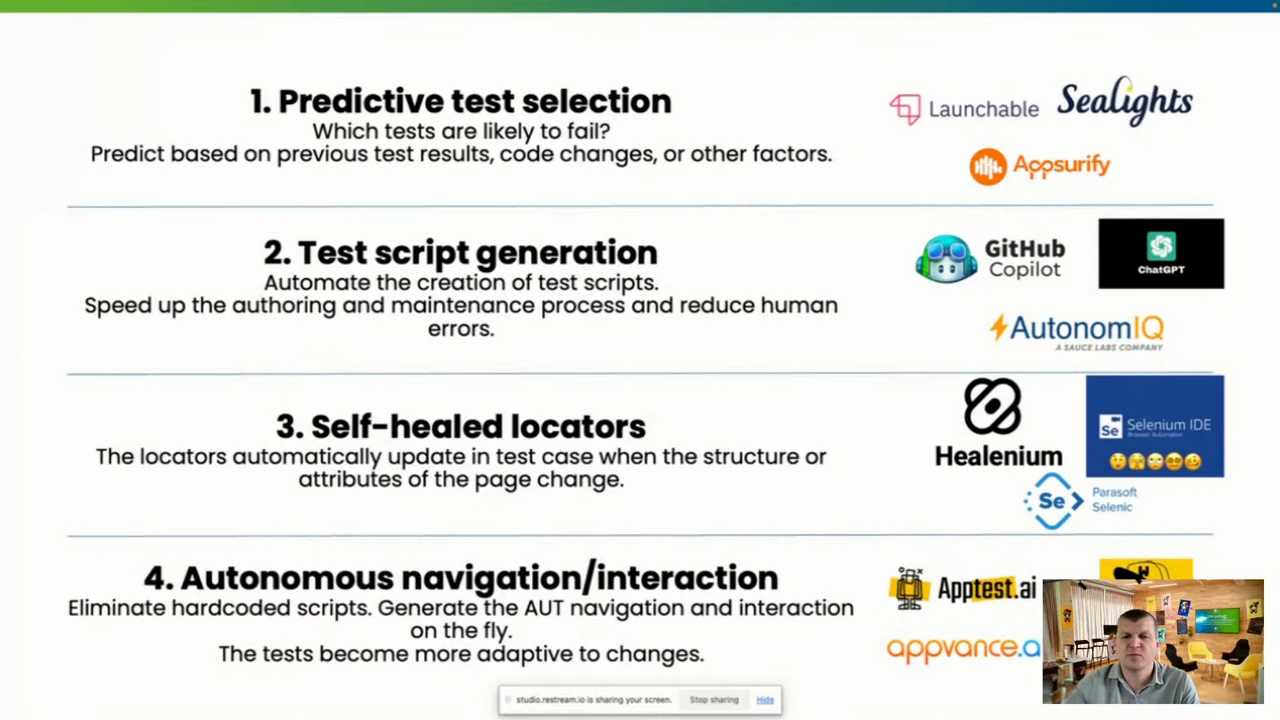 1. Predictive test selection
Which tests are likely to fail?
Predict based on previous test results, code changes, or other factors.
Launchable
SeaLights
Appsurify
2. Test script generation
Automate the creation of test scripts.
Speed up the authoring and maintenance process and reduce human
errors.
GitHub
Copilot
ChatGPT
AutonomIQ
A SAUCE LABS COMPANY
3. Self-healed locators
The locators automatically update in test case when the structure or
attributes of the page change.
Healenium
Se
Selenium IDE
Browser Automation
Se
Parasoft
Selenic
4. Autonomous navigation/interaction
Eliminate hardcoded scripts. Generate the AUT navigation and interaction
on the fly.
The tests become more adaptive to changes.
Apptest.ai
appvance.a
studio.restream.io is sharing your screen.
Stop sharing
Hide